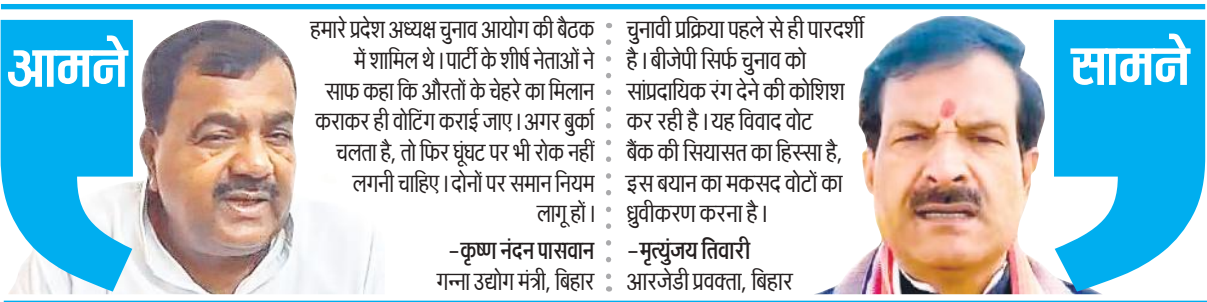 आमने
हमारे प्रदेश अध्यक्ष चुनाव आयोग की बैठक
में शामिल थे। पार्टी के शीर्ष नेताओं ने
साफ कहा कि औरतों के चेहरे का मिलान
कराकर ही वोटिंग कराई जाए। अगर बुर्का
चलता है, तो फिर घूंघट पर भी रोक नहीं
लगनी चाहिए। दोनों पर समान नियम
लागू हों।
–कृष्ण नंदन पासवान
गन्ना उद्योग मंत्री, बिहार
चुनावी प्रक्रिया पहले से ही पारदर्शी
है। बीजेपी सिर्फ चुनाव को
सांप्रदायिक रंग देने की कोशिश
कर रही है। यह विवाद वोट
बैंक की सियासत का हिस्सा है,
इस बयान का मकसद वोटों का
ध्रुवीकरण करना है।
–मृत्युंजय तिवारी
आरजेडी प्रवक्ता, बिहार
सामने